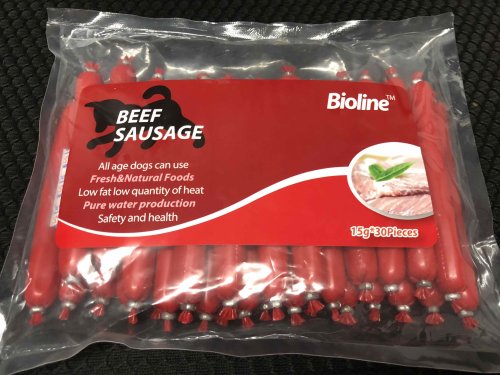 BEEF
SAUSAGE
All age dogs can use
Fresh&Natural Foods
Low fat low quantity of heat
Pure water production
Safety and health
Bioline™
15g*30Pieces